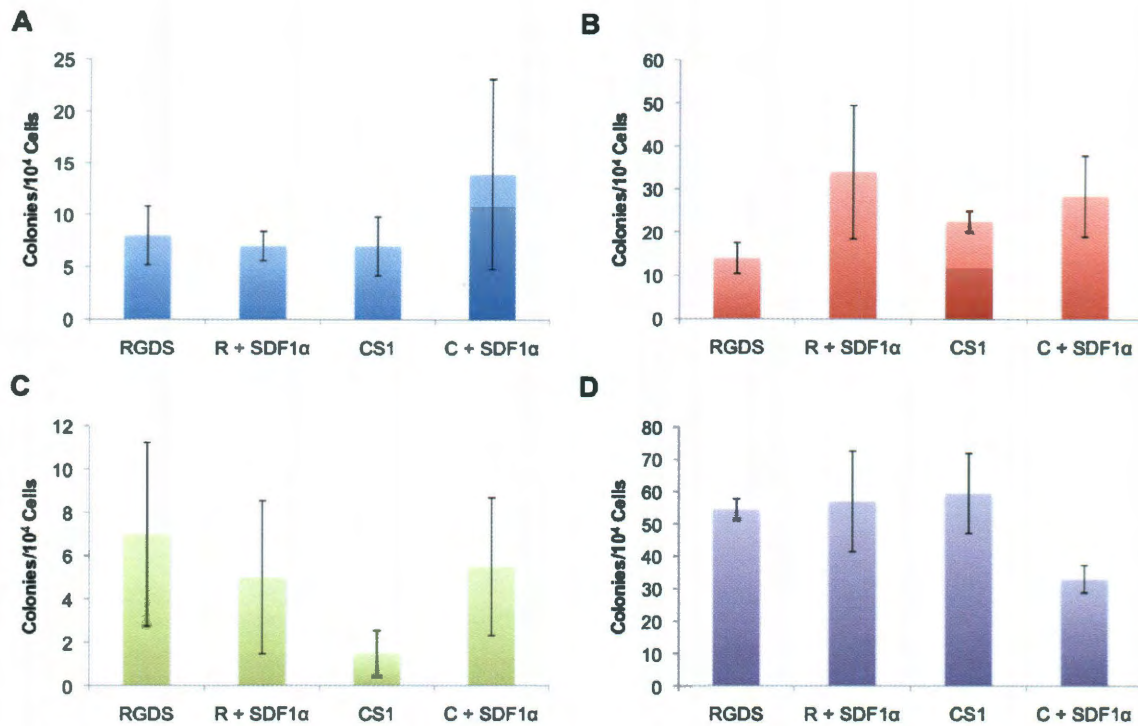 A
Colonies/10⁴ Cells
25
20
15
10
5
0
RGDS R + SDF1α CS1 C + SDF1α
B
Colonies/10⁴ Cells
60
50
40
30
20
10
0
RGDS R + SDF1α CS1 C + SDF1α
C
Colonies/10⁴ Cells
12
10
8
6
4
2
0
RGDS R + SDF1α CS1 C + SDF1α
D
Colonies/10⁴ Cells
80
70
60
50
40
30
20
10
0
RGDS R + SDF1α CS1 C + SDF1α